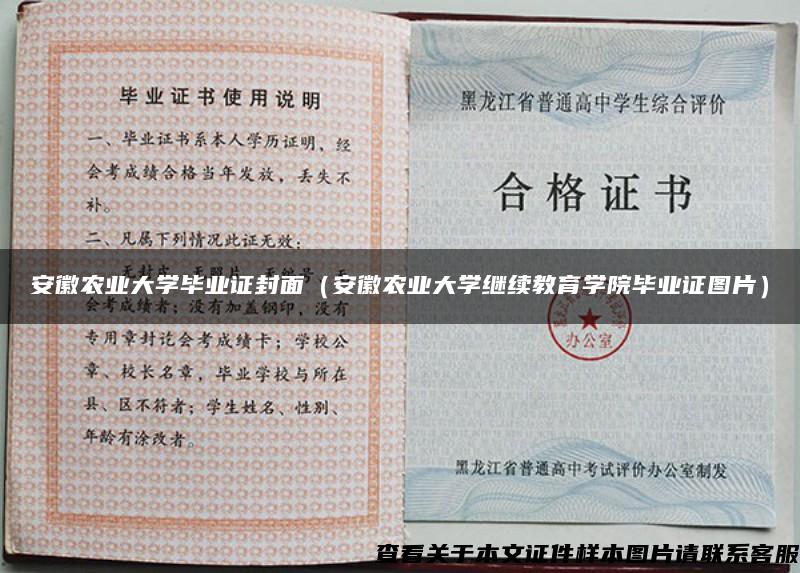 毕业证书使用说明
一、毕业证书系本人学历证明，经
会考成绩合格当年发放，丢失不
补。
二、凡属下列情况此证无效：
安徽农业大学毕业证封面（安徽农业大学继续教育学院毕业证图片）
会考成绩者；没有加盖钢印，没有
专用章封讫会考成绩卡；学校公
章、校长名章，毕业学校与所在
县、区不符者；学生姓名、性别、
年龄有涂改者。
黑龙江省普通高中学生综合评价
合格证书
办公室
黑龙江省普通高中考试评价办公室制发
查看关于本文证件样本图片请联系客服